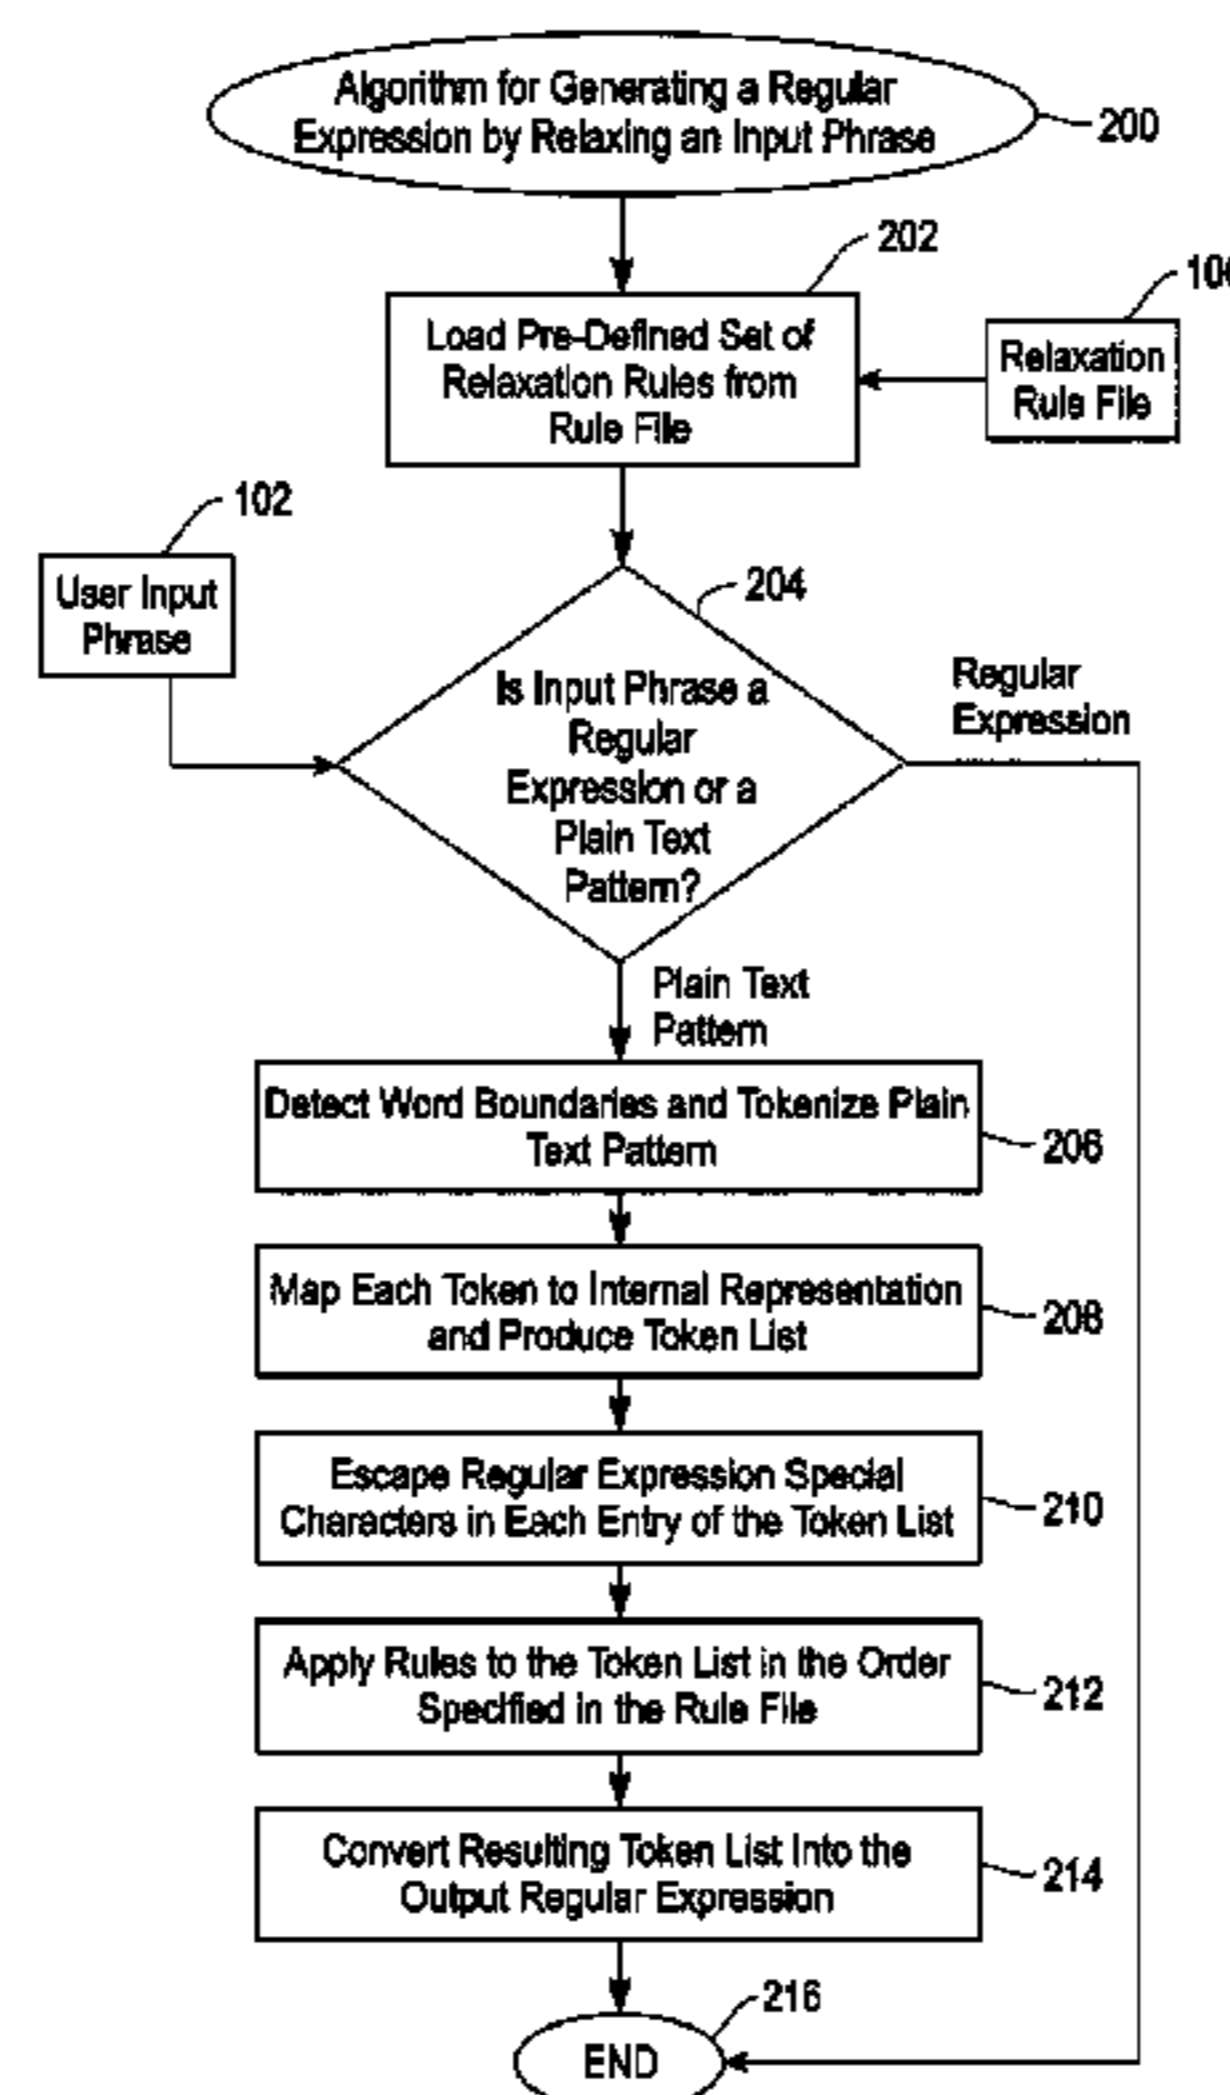 Algorithm for Generating a Regular
Expression by Relaxing an Input Phrase
200
202
Load Pre-Defined Set of
Relaxation Rules from
Rule File
Relaxation
Rule File
102
User Input
Phrase
204
Is Input Phrase a
Regular
Expression or a
Plain Text
Pattern?
Regular
Expression
Plain Text
Pattern
Detect Word Boundaries and Tokenize Plain
Text Pattern
206
Map Each Token to Internal Representation
and Produce Token List
208
Escape Regular Expression Special
Characters in Each Entry of the Token List
210
Apply Rules to the Token List in the Order
Specified in the Rule File
212
Convert Resulting Token List Into the
Output Regular Expression
214
216
END